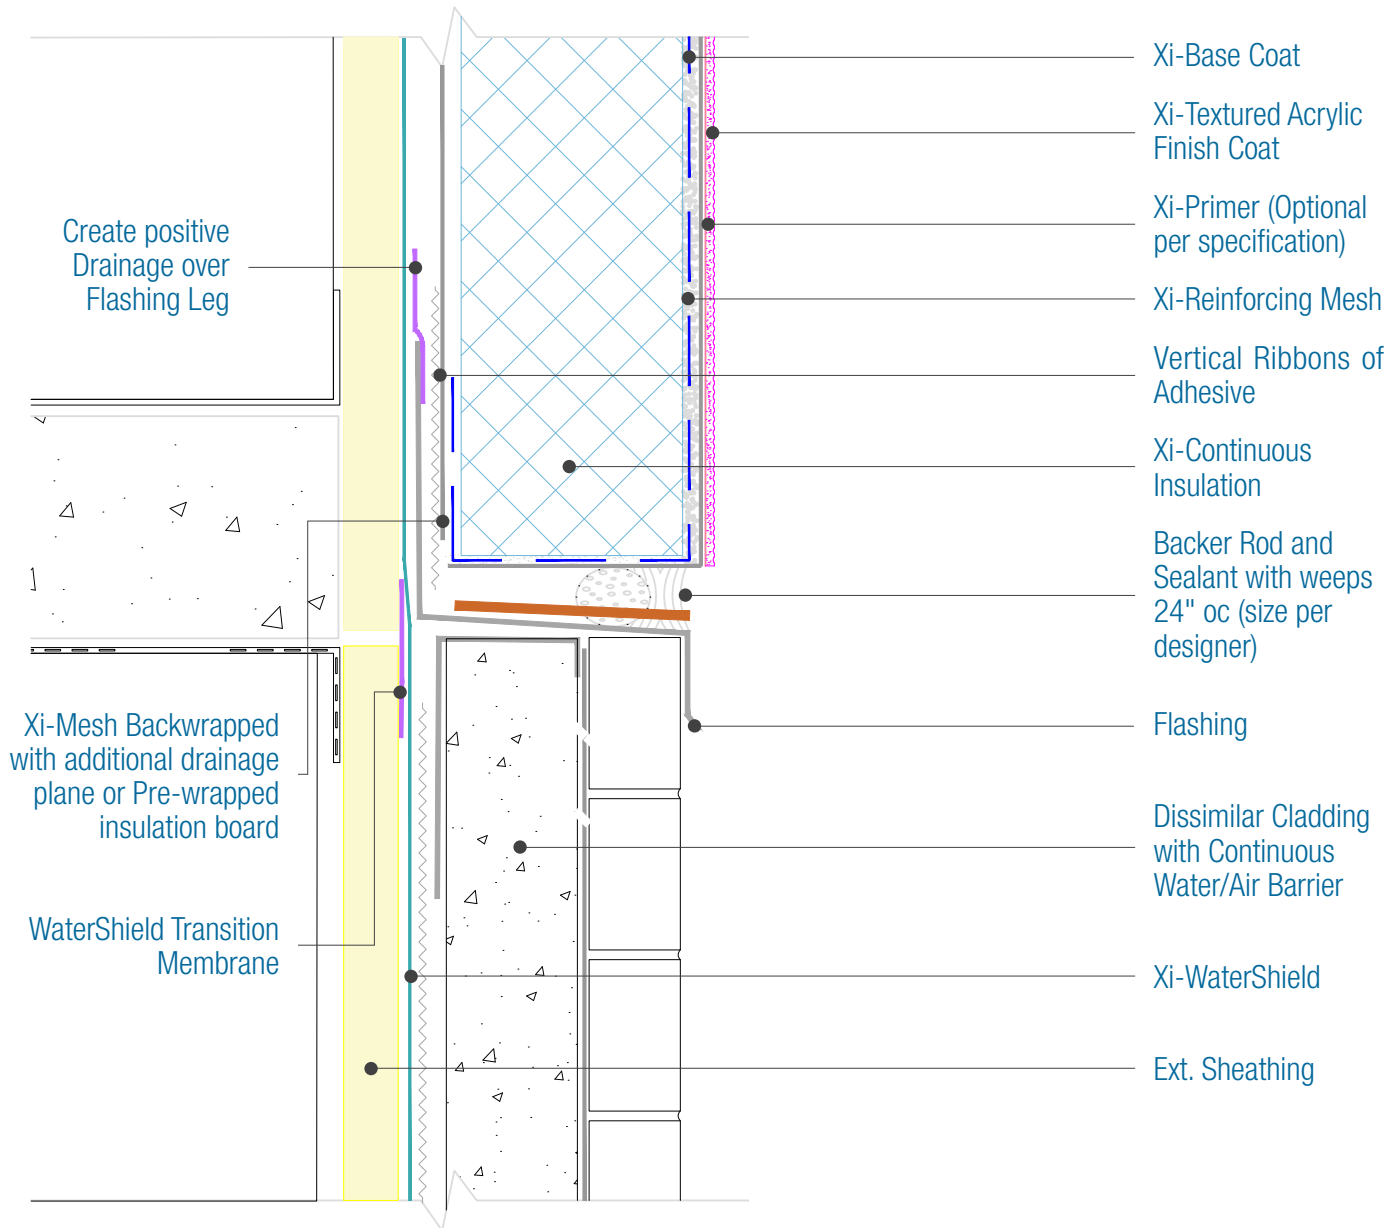 Xi-Base Coat
Xi-Textured Acrylic
Finish Coat
Xi-Primer (Optional
per specification)
Xi-Reinforcing Mesh
Vertical Ribbons of
Adhesive
Xi-Continuous
Insulation
Backer Rod and
Sealant with weeps
24" oc (size per
designer)
Flashing
Dissimilar Cladding
with Continuous
Water/Air Barrier
Xi-WaterShield
Ext. Sheathing
Create positive
Drainage over
Flashing Leg
Xi-Mesh Backwrapped
with additional drainage
plane or Pre-wrapped
insulation board
WaterShield Transition
Membrane